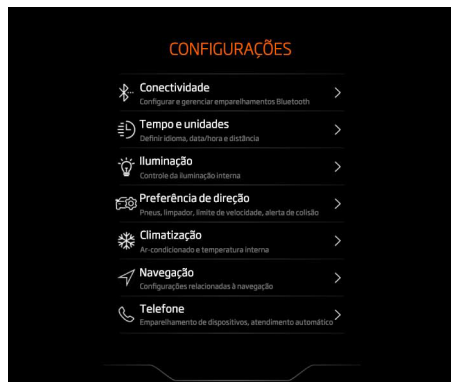 CONFIGURAÇÕES
Conectividade
Configurar e gerenciar emparelhamentos Bluetooth
Tempo e unidades
Definir idioma, data/hora e distância
Iluminação
Controle da iluminação interna
Preferência de direção
Pneus, limpador, limite de velocidade, alerta de colisão
Climatização
Ar-condicionado e temperatura interna
Navegação
Configurações relacionadas à navegação
Telefone
Emparelhamento de dispositivos, atendimento automático